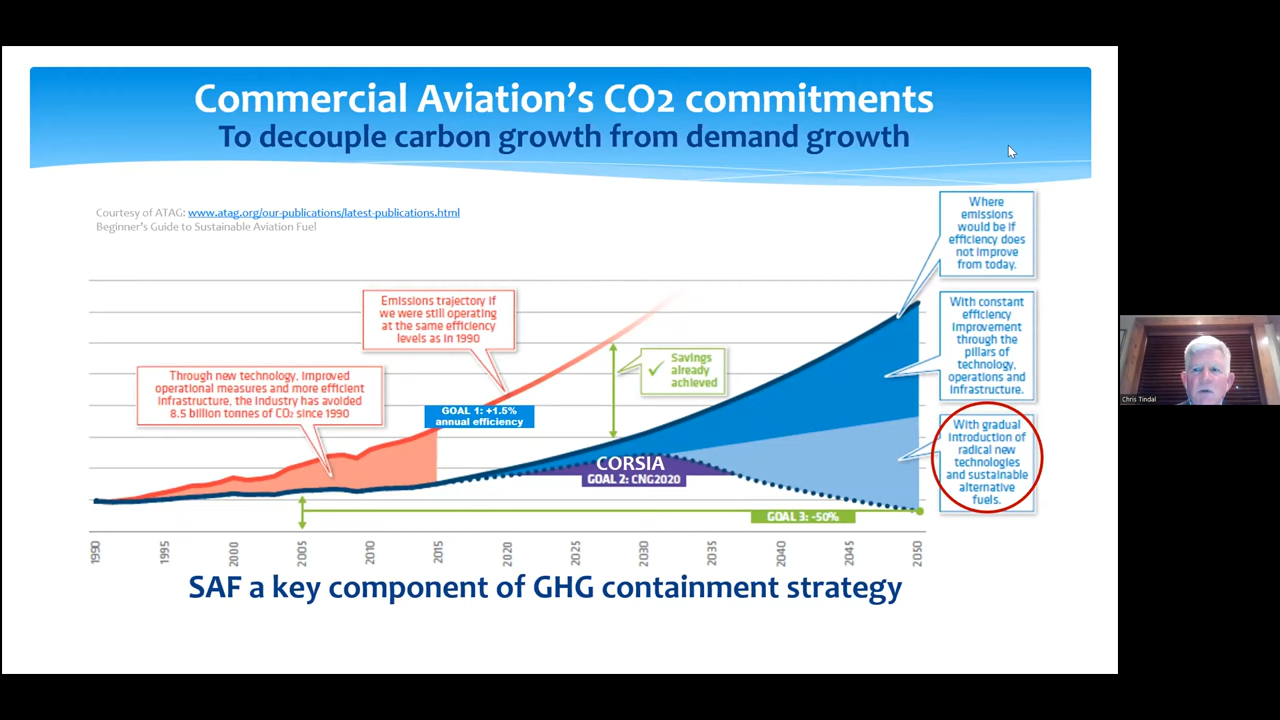 Commercial Aviation's CO2 commitments
To decouple carbon growth from demand growth
Courtesy of ATAG: www.atag.org/our-publications/latest-publications.html
Beginner's Guide to Sustainable Aviation Fuel
Where
emissions
would be if
efficiency does
not improve
from today.
Emissions trajectory if
we were still operating
at the same efficiency
levels as in 1990
With constant
efficiency
improvement
through the
pillars of
technology,
operations and
infrastructure.
Savings
already
achieved
Through new technology, improved
operational measures and more efficient
infrastructure, the industry has avoided
8.5 billion tonnes of CO₂ since 1990
GOAL 1: +1.5%
annual efficiency
With gradual
introduction of
radical new
technologies
and sustainable
alternative
fuels.
CORSIA
GOAL 2: CNG2020
GOAL 3: -50%
1990
1995
2000
2005
2010
2015
2020
2025
2030
2035
2040
2045
2050
SAF a key component of GHG containment strategy
Chris Tindal